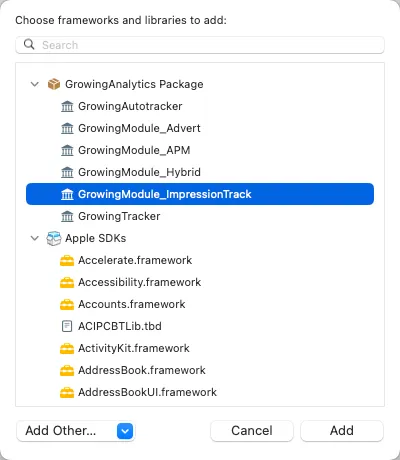 Choose frameworks and libraries to add:
Search
GrowingAnalytics Package
GrowingAutotracker
GrowingModule_Advert
GrowingModule_APM
GrowingModule_Hybrid
GrowingModule_ImpressionTrack
GrowingTracker
Apple SDKs
Accelerate.framework
Accessibility.framework
Accounts.framework
ACIPCBTLib.tbd
ActivityKit.framework
AddressBook.framework
AddressBookUI.framework
Add Other... Cancel Add